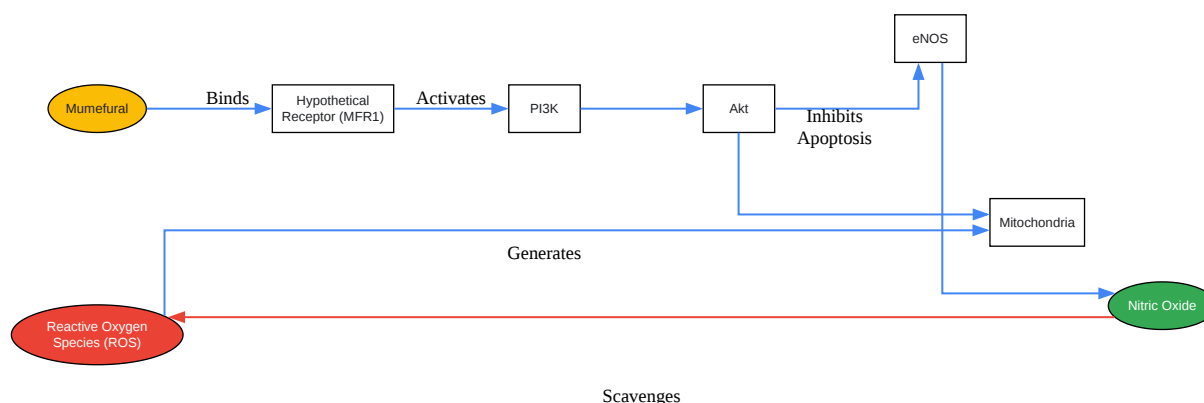 eNOS
Mumefural
Binds
Hypothetical
Receptor (MFR1)
Activates
PI3K
Akt
Inhibits
Apoptosis
Mitochondria
Generates
Nitric Oxide
Reactive Oxygen
Species (ROS)
Scavenges